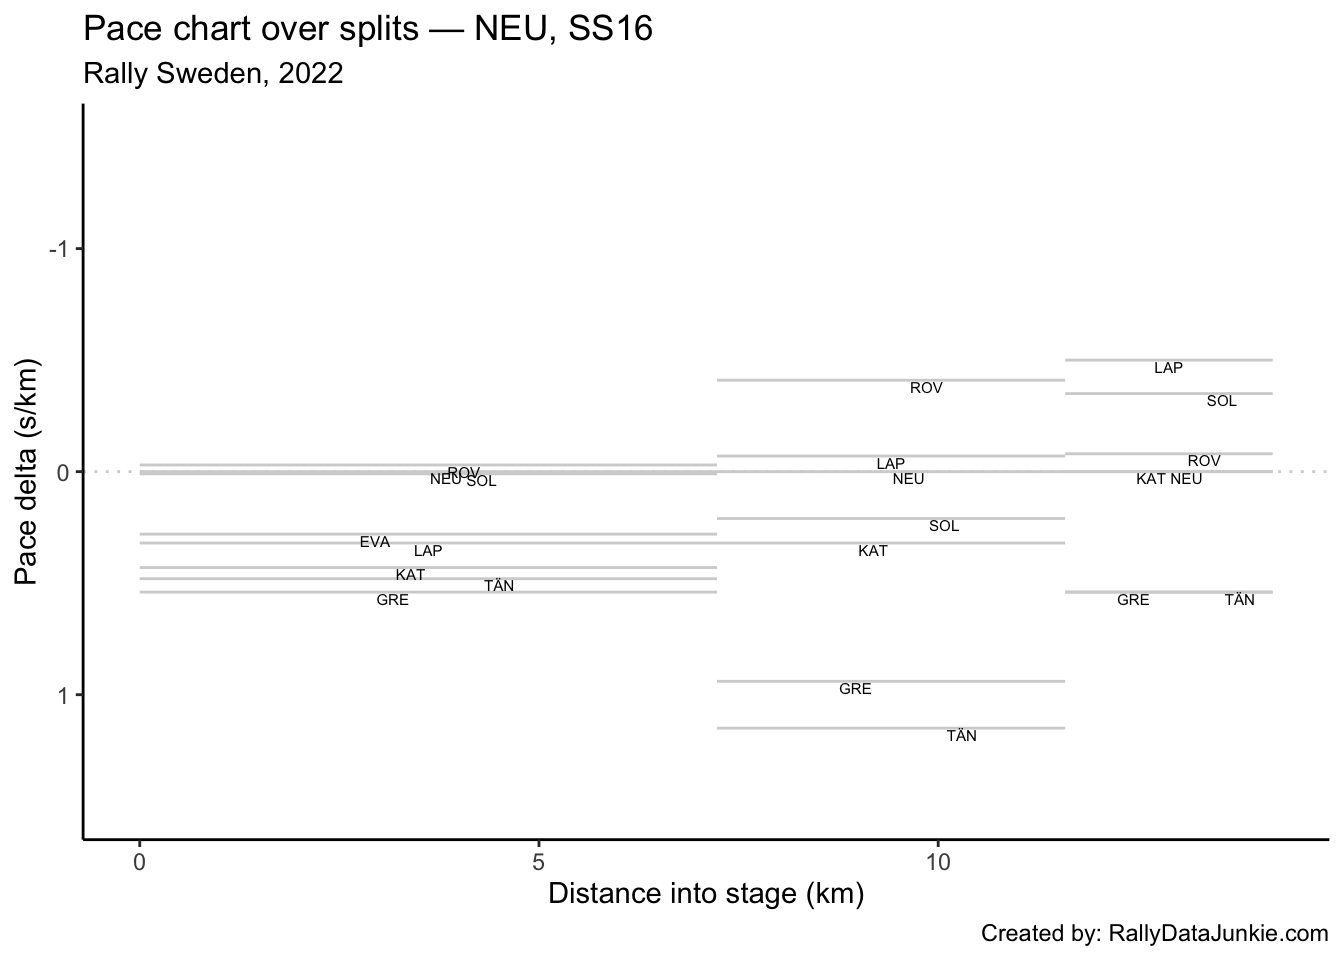 Pace chart over splits — NEU, SS16
Rally Sweden, 2022
Pace delta (s/km)
-1
0
1
ROV
NEU SOL
EVA
LAP
KAT
TÄN
GRE
ROV
LAP
NEU
SOL
KAT
GRE
TÄN
LAP
SOL
ROV
KAT NEU
GRE TÄN
0 5 10
Distance into stage (km)
Created by: RallyDataJunkie.com